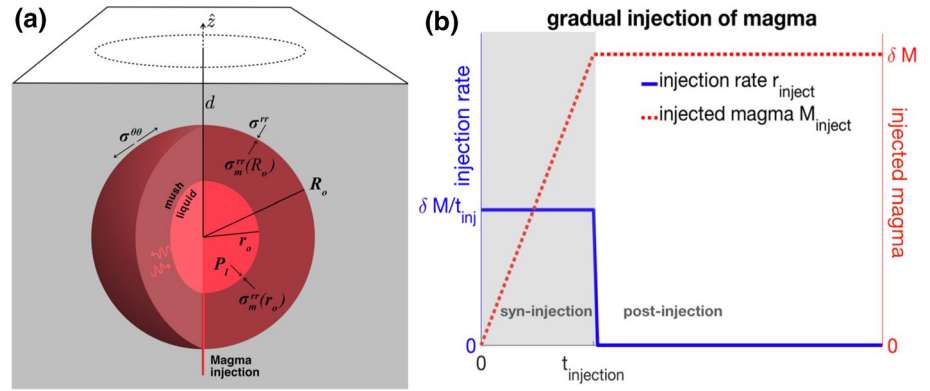 (a)
ẑ
d
σ^θθ
σ^rr
σ_m^rr(R_o)
R_o
mush
liquid
r_o
P_l
σ_m^rr(r_o)
Magma
injection
(b)
gradual injection of magma
injection rate
δ M/t_inj
0
injection rate r_inject
injected magma M_inject
syn-injection
post-injection
0
t_injection
δ M
injected magma
0